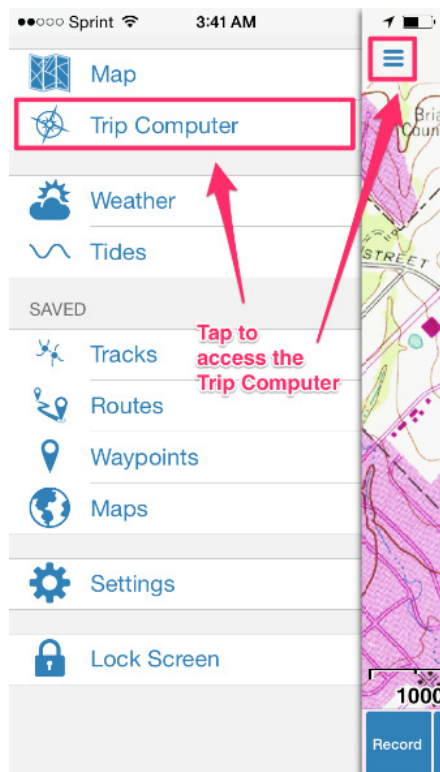 Sprint 3:41 AM
Map
Trip Computer
Weather
Tides
SAVED
Tracks
Routes
Waypoints
Maps
Settings
Lock Screen
Tap to
access the
Trip Computer
STREET
1000
Record